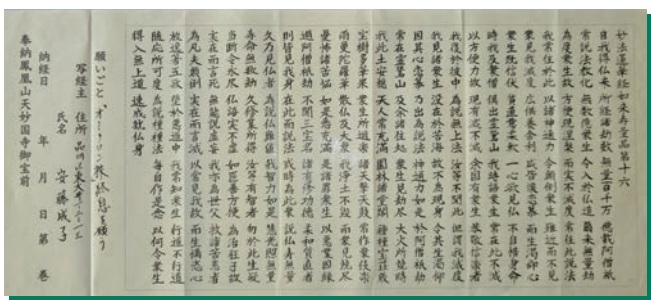 妙法蓮華経如来寿量品第十六
自我得仏来 所経諸劫数 無量百千万 億載阿僧祇
常説法教化 無数億衆生 令入於仏道 爾来無量劫
為度衆生故 方便現涅槃 而実不滅度 常住此説法
我常住於此 以諸神通力 令顛倒衆生 雖近而不見
衆見我滅度 広供養舎利 咸皆懐恋慕 而生渇仰心
衆生既信伏 質直意柔軟 一心欲見仏 不自惜身命
時我及衆僧 倶出霊鷲山 我時語衆生 常在此不滅
以方便力故 現有滅不滅 余国有衆生 恭敬信楽者
我復於彼中 為説無上法 汝等不聞此 但謂我滅度
我見諸衆生 没在於苦海 故不為現身 令其生渇仰
因其心恋慕 乃出為説法 神通力如是 於阿僧祇劫
常在霊鷲山 及余諸住処 衆生見劫尽 大火所焼時
我此土安穏 天人常充満 園林諸堂閣 種種宝荘厳
宝樹多華果 衆生所遊楽 諸天撃天鼓 常作衆伎楽
雨曼陀羅華 散仏及大衆 我浄土不毀 而衆見焼尽
憂怖諸苦悩 如是悉充満 是諸罪衆生 以悪業因縁
過阿僧祇劫 不聞三宝名 諸有修功徳 柔和質直者
則皆見我身 在此而説法 或時為此衆 説仏寿無量
久乃見仏者 為説仏難値 我智力如是 慧光照無量
寿命無数劫 久修業所得 汝等有智者 勿於此生疑
当断令永尽 仏語実不虚 如医善方便 為治狂子故
実在而言死 無能説虚妄 我亦為世父 救諸苦患者
為凡夫顛倒 実在而言滅 以常見我故 而生憍恣心
放逸著五欲 堕於悪道中 我常知衆生 行道不行道
随応所可度 為説種種法 毎自作是念 以何令衆生
得入無上道 速成就仏身
願いごと オミクロン株終息を願う
写経主 住所 品川区東大井
氏名 安藤成子
納経日 年 月 日 第 巻
奉納鳳凰山天妙国寺御宝前